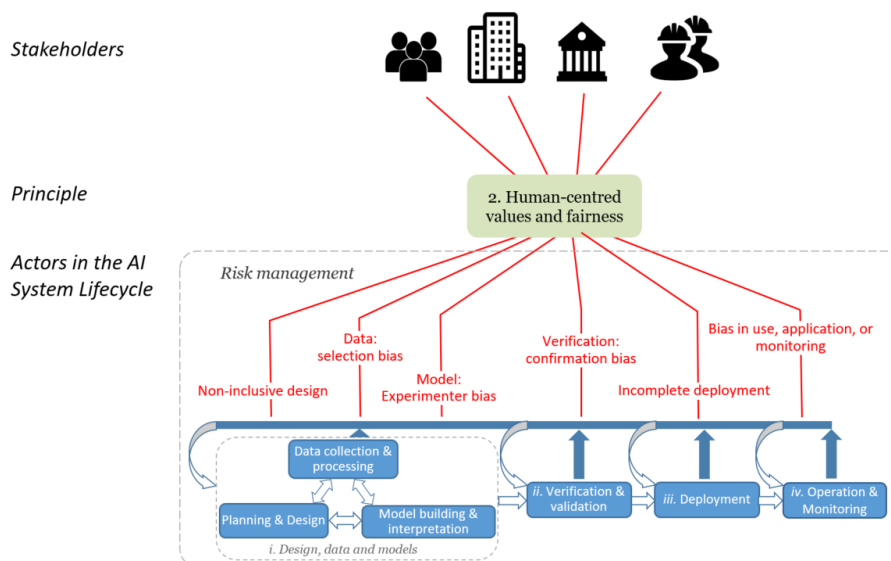 Stakeholders
Principle
2. Human-centred
values and fairness
Actors in the AI
System Lifecycle
Risk management
Non-inclusive design
Data:
selection bias
Model:
Experimenter bias
Verification:
confirmation bias
Incomplete deployment
Bias in use, application, or
monitoring
Data collection &
processing
Planning & Design
Model building &
interpretation
i. Design, data and models
ii. Verification &
validation
iii. Deployment
iv. Operation &
Monitoring